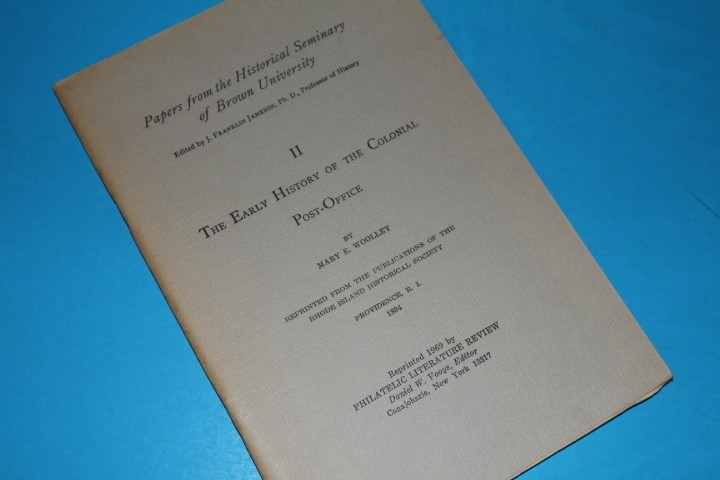 Papers from the Historical Seminary
of Brown University
Edited by J. Franklin Jameson, Ph. D., Professor of History
II
The Early History of the Colonial
Post-Office
BY
MARY E. WOOLLEY
REPRINTED FROM THE PUBLICATIONS OF THE
RHODE ISLAND HISTORICAL SOCIETY
PROVIDENCE, R. I.
1894
Reprinted 1969 by
PHILATELIC LITERATURE REVIEW
Daniel W. Vooys, Editor
Canajoharie, New York 13317